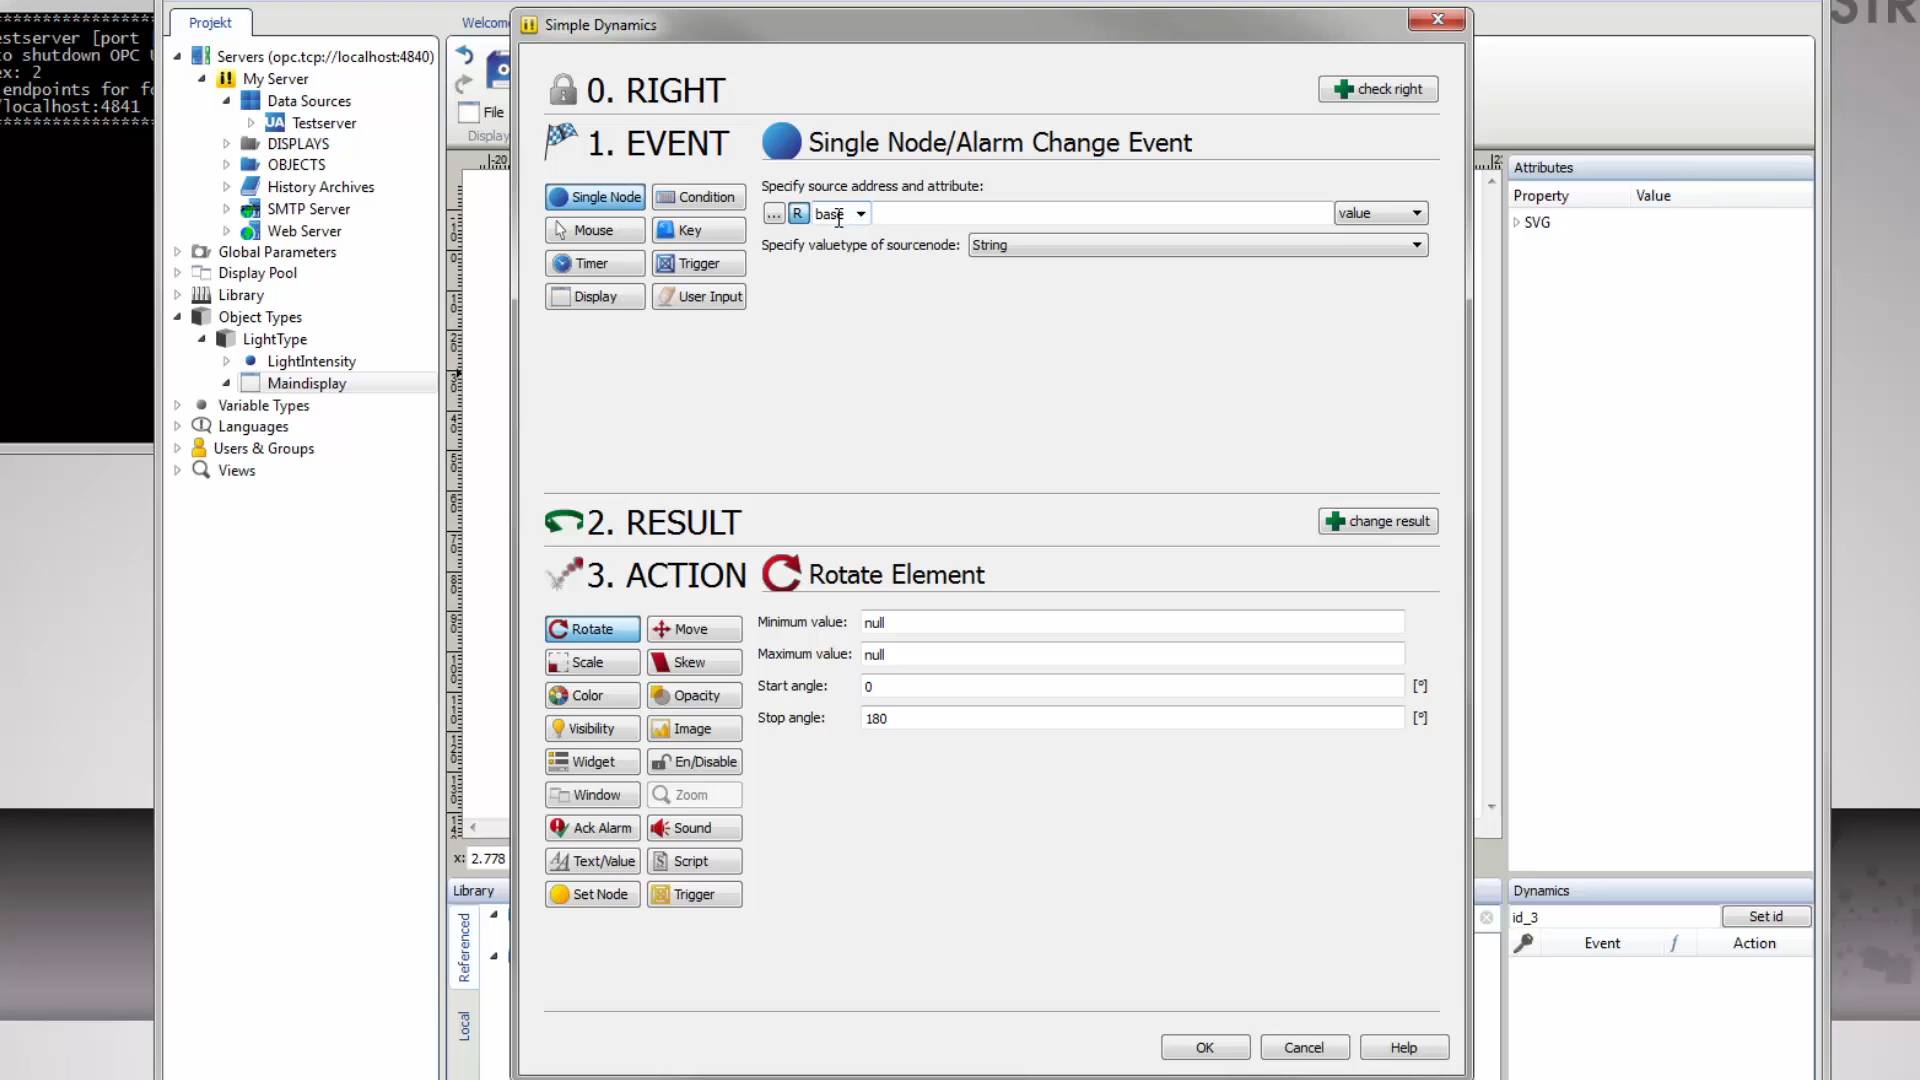 Projekt
Welcome
Simple Dynamics
STR
estserver [port
to shutdown OPC
ex: 2
endpoints for fo
/localhost:4841
Servers (opc.tcp://localhost:4840)
My Server
Data Sources
Testserver
DISPLAYS
OBJECTS
History Archives
SMTP Server
Web Server
Global Parameters
Display Pool
Library
Object Types
LightType
LightIntensity
Maindisplay
Variable Types
Languages
Users & Groups
Views
File
Display
-20
x: 2.778
Library
Referenced
Local
0. RIGHT
check right
1. EVENT
Single Node/Alarm Change Event
Single Node
Condition
Mouse
Key
Timer
Trigger
Display
User Input
Specify source address and attribute:
... R base value
Specify valuetype of sourcenode: String
2. RESULT
change result
3. ACTION
Rotate Element
Rotate
Move
Scale
Skew
Color
Opacity
Visibility
Image
Widget
En/Disable
Window
Zoom
Ack Alarm
Sound
Text/Value
Script
Set Node
Trigger
Minimum value: null
Maximum value: null
Start angle: 0 [°]
Stop angle: 180 [°]
OK
Cancel
Help
Attributes
Property Value
SVG
Dynamics
id_3
Set id
Event f Action